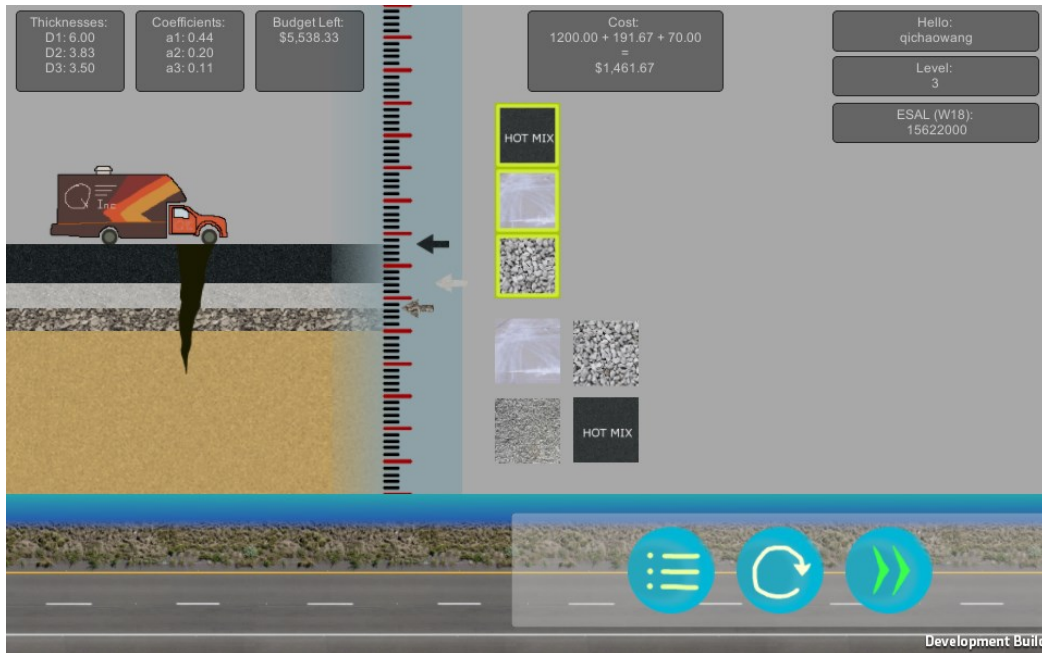 Thicknesses:
D1: 6.00
D2: 3.83
D3: 3.50
Coefficients:
a1: 0.44
a2: 0.20
a3: 0.11
Budget Left:
$5,538.33
Cost:
1200.00 + 191.67 + 70.00
=
$1,461.67
Hello:
qichaowang
Level:
3
ESAL (W18):
15622000
HOT MIX
Q
Inc
HOT MIX
Development Build